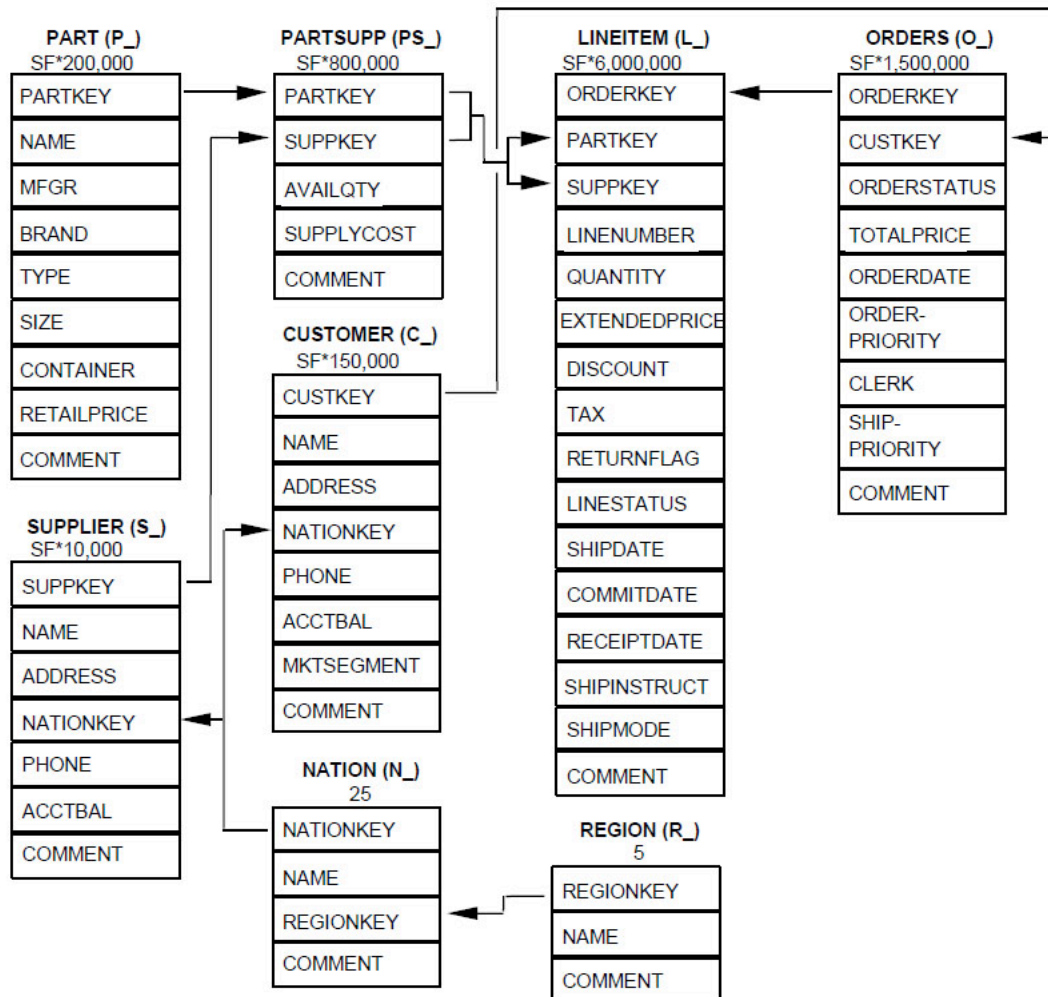 PART (P_)
SF*200,000
PARTKEY
NAME
MFGR
BRAND
TYPE
SIZE
CONTAINER
RETAILPRICE
COMMENT
SUPPLIER (S_)
SF*10,000
SUPPKEY
NAME
ADDRESS
NATIONKEY
PHONE
ACCTBAL
COMMENT
PARTSUPP (PS_)
SF*800,000
PARTKEY
SUPPKEY
AVAILQTY
SUPPLYCOST
COMMENT
CUSTOMER (C_)
SF*150,000
CUSTKEY
NAME
ADDRESS
NATIONKEY
PHONE
ACCTBAL
MKTSEGMENT
COMMENT
NATION (N_)
25
NATIONKEY
NAME
REGIONKEY
COMMENT
LINEITEM (L_)
SF*6,000,000
ORDERKEY
PARTKEY
SUPPKEY
LINENUMBER
QUANTITY
EXTENDEDPRICE
DISCOUNT
TAX
RETURNFLAG
LINESTATUS
SHIPDATE
COMMITDATE
RECEIPTDATE
SHIPINSTRUCT
SHIPMODE
COMMENT
REGION (R_)
5
REGIONKEY
NAME
COMMENT
ORDERS (O_)
SF*1,500,000
ORDERKEY
CUSTKEY
ORDERSTATUS
TOTALPRICE
ORDERDATE
ORDER-
PRIORITY
CLERK
SHIP-
PRIORITY
COMMENT